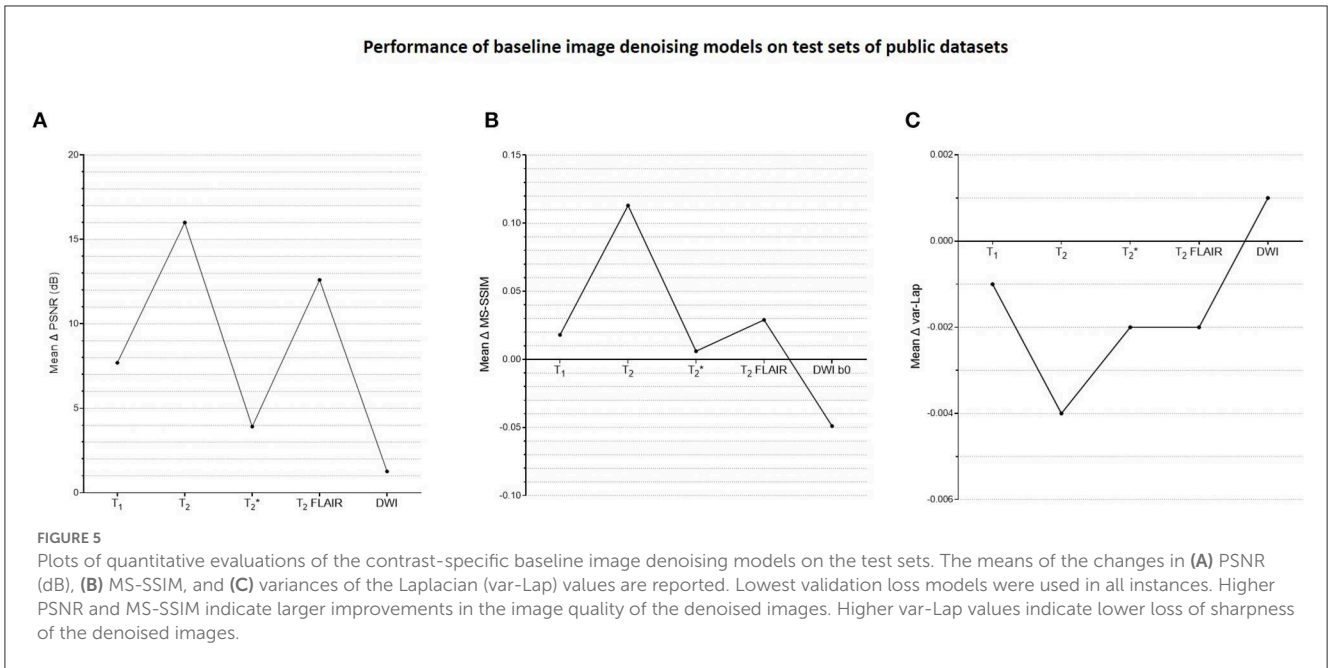 Performance of baseline image denoising models on test sets of public datasets
A
20
15
10
5
0
Mean Δ PSNR (dB)
T₁ T₂ T₂* T₂ FLAIR DWI
B
0.15
0.10
0.05
0.00
-0.05
-0.10
Mean Δ MS-SSIM
T₁ T₂ T₂* T₂ FLAIR DWI b0
C
0.002
0.000
-0.002
-0.004
-0.006
Mean Δ var-Lap
T₁ T₂ T₂* T₂ FLAIR DWI
FIGURE 5
Plots of quantitative evaluations of the contrast-specific baseline image denoising models on the test sets. The means of the changes in (A) PSNR
(dB), (B) MS-SSIM, and (C) variances of the Laplacian (var-Lap) values are reported. Lowest validation loss models were used in all instances. Higher
PSNR and MS-SSIM indicate larger improvements in the image quality of the denoised images. Higher var-Lap values indicate lower loss of sharpness
of the denoised images.